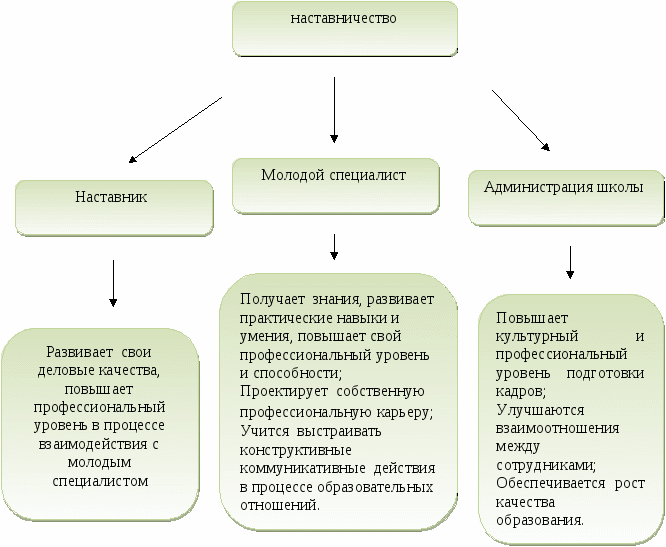 наставничество
Наставник
Молодой специалист
Администрация школы
Развивает свои
деловые качества,
повышает
профессиональный
уровень в процессе
взаимодействия с
молодым
специалистом
Получает знания, развивает
практические навыки и
умения, повышает свой
профессиональный уровень
и способности;
Проектирует собственную
профессиональную карьеру;
Учится выстраивать
конструктивные
коммуникативные действия
в процессе образовательных
отношений.
Повышает
культурный и
профессиональный
уровень подготовки
кадров;
Улучшаются
взаимоотношения
между
сотрудниками;
Обеспечивается рост
качества
образования.